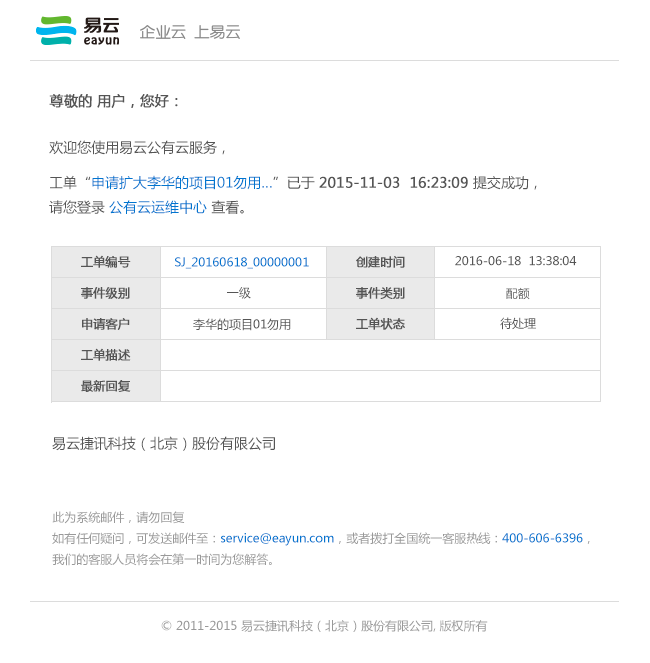 易云
eayun
企业云 上易云
尊敬的 用户，您好：
欢迎您使用易云公有云服务，
工单“申请扩大李华的项目01勿用...”已于 2015-11-03 16:23:09 提交成功，
请您登录 公有云运维中心 查看。
工单编号 SJ_20160618_00000001 创建时间 2016-06-18 13:38:04
事件级别 一级 事件类别 配额
申请客户 李华的项目01勿用 工单状态 待处理
工单描述
最新回复
易云捷讯科技（北京）股份有限公司
此为系统邮件，请勿回复
如有任何疑问，可发送邮件至：service@eayun.com，或者拨打全国统一客服热线：400-606-6396，
我们的客服人员将会在第一时间为您解答。
© 2011-2015 易云捷讯科技（北京）股份有限公司, 版权所有